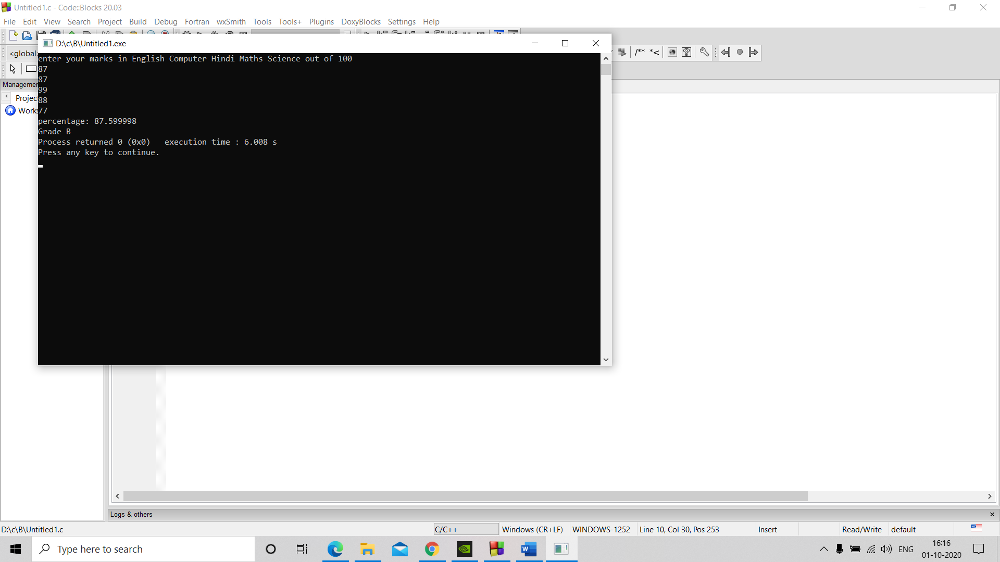 Untitled1.c - Code::Blocks 20.03
File Edit View Search Project Build Debug Fortran wxSmith Tools Tools+ Plugins DoxyBlocks Settings Help
D:\c\B\Untitled1.exe
<global
/** *<
enter your marks in English Computer Hindi Maths Science out of 100
87
87
99
88
77
percentage: 87.599998
Grade B
Process returned 0 (0x0)   execution time : 6.008 s
Press any key to continue.
Managemen
Projec
Works
Logs & others
D:\c\B\Untitled1.c C/C++ Windows (CR+LF) WINDOWS-1252 Line 10, Col 30, Pos 253 Insert Read/Write default
Type here to search
ENG
16:16
01-10-2020